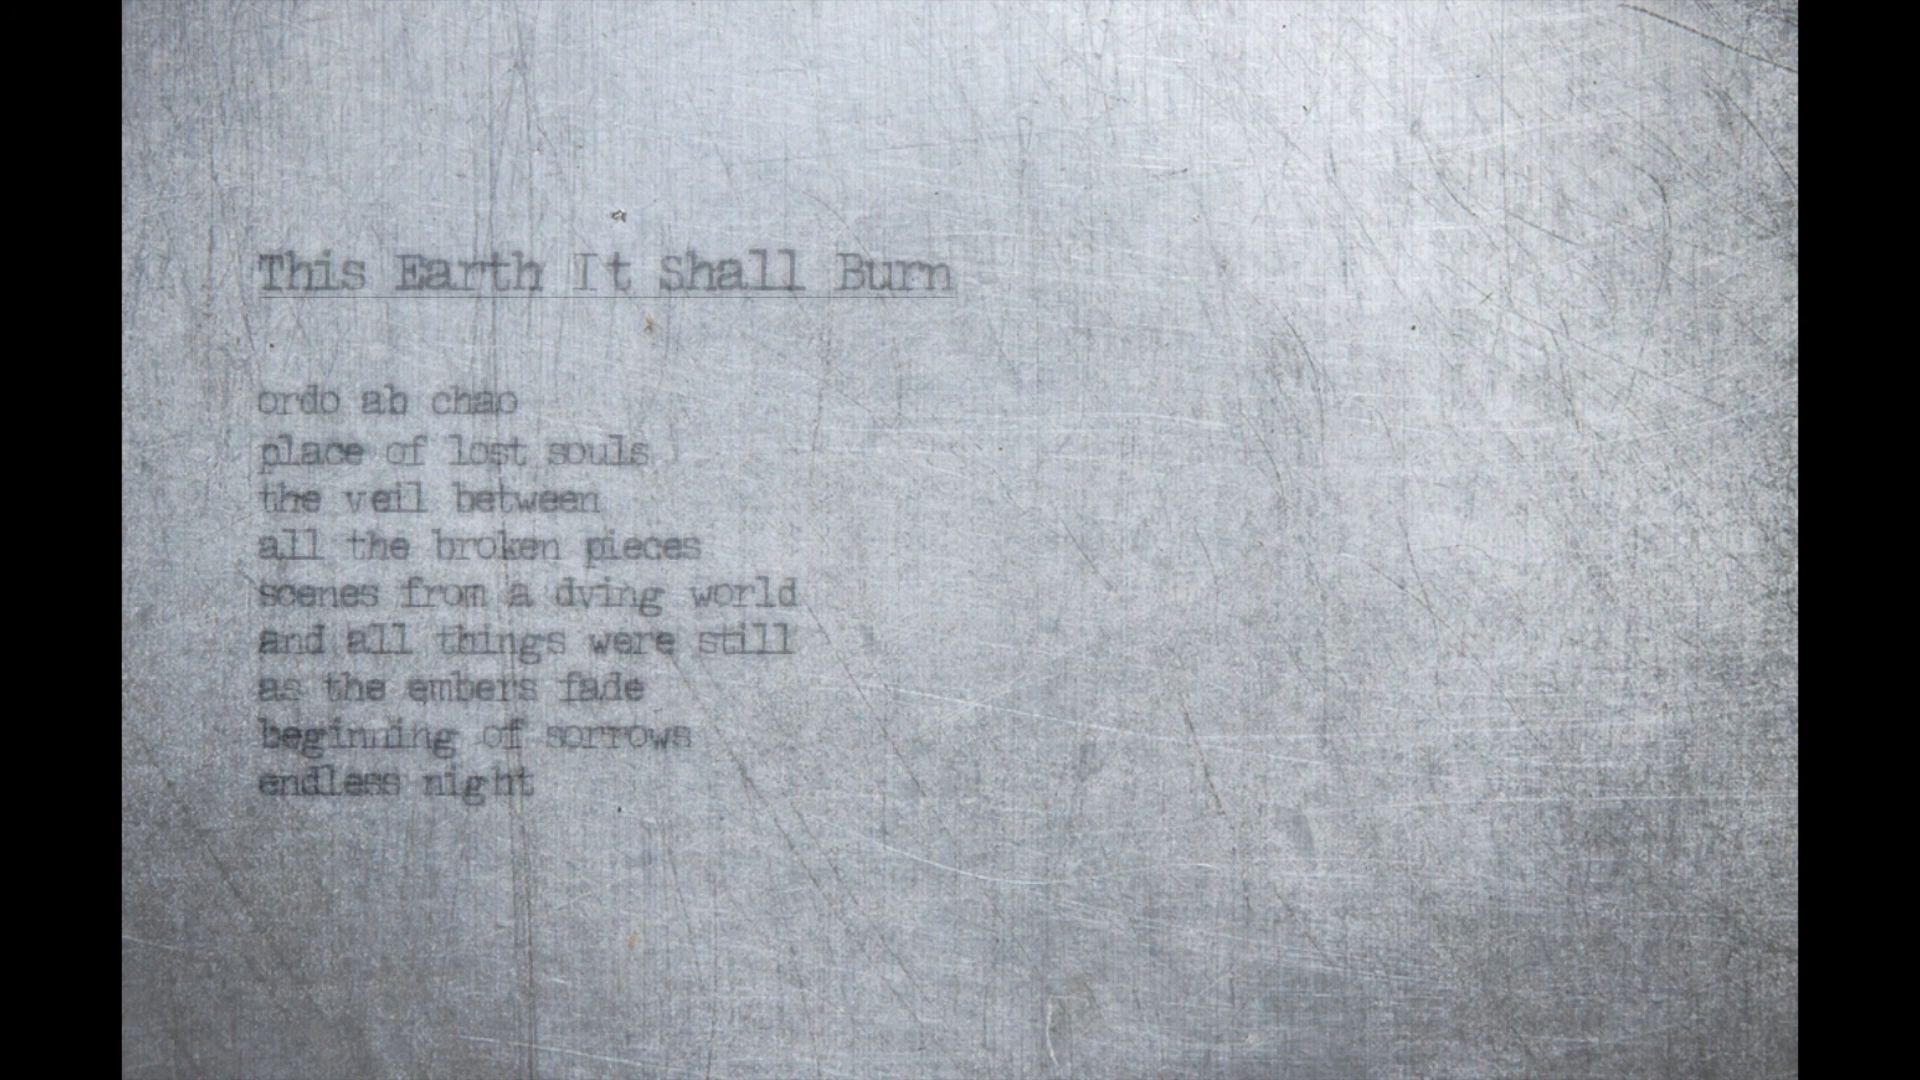 This Earth It Shall Burn
ordo ab chao
place of lost souls
the veil between
all the broken pieces
scenes from a dying world
and all things were still
as the embers fade
beginning of sorrows
endless night